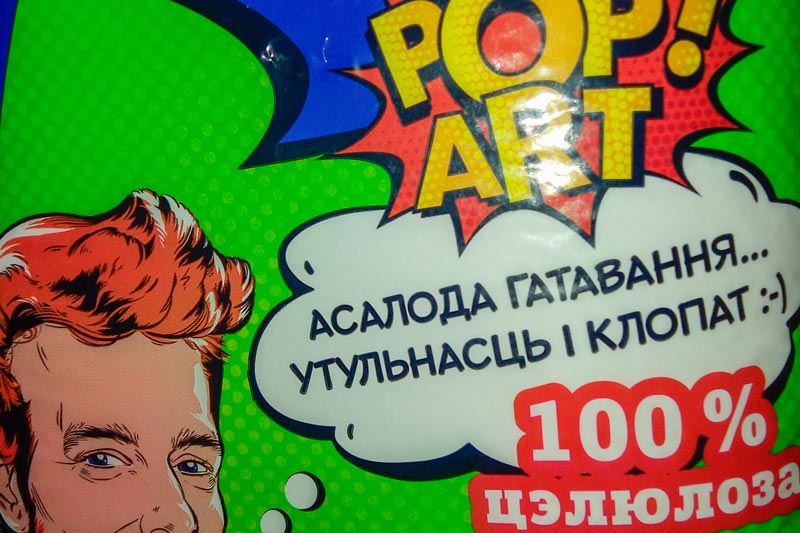 POP!
ART
АСАЛОДА ГАТАВАННЯ...
УТУЛЬНАСЦЬ І КЛОПАТ :-)
100 %
ЦЭЛЮЛОЗА